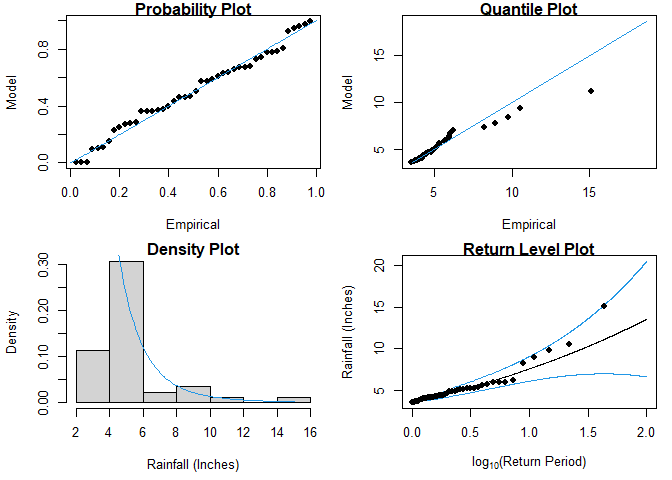 Probability Plot
Model
0.0 0.4 0.8
0.0 0.2 0.4 0.6 0.8 1.0
Empirical
Quantile Plot
Model
5 10 15
5 10 15
Empirical
Density Plot
Density
0.00 0.10 0.20 0.30
2 4 6 8 10 12 14 16
Rainfall (Inches)
Return Level Plot
Rainfall (Inches)
5 10 15 20
0.0 0.5 1.0 1.5 2.0
log₁₀(Return Period)